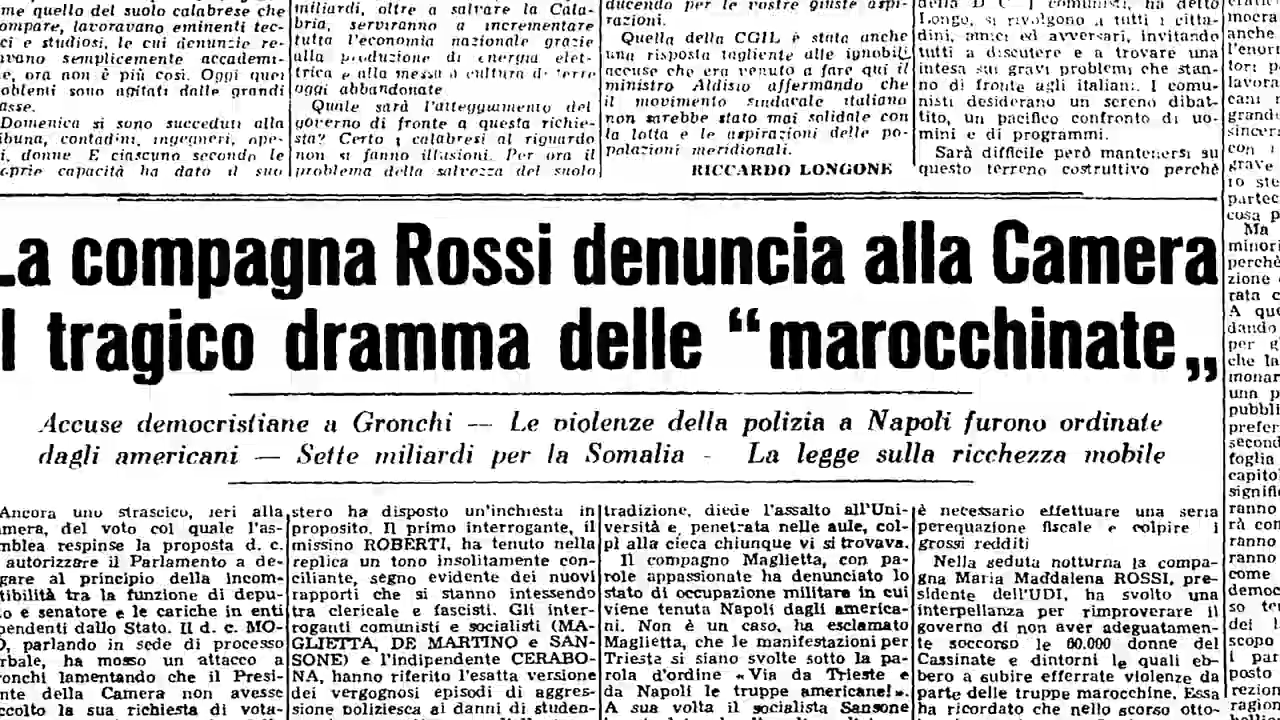 me quello del suolo calabrese che
ompare, lavoravano eminenti tec-
ci e studiosi, le cui denunzie re-
vano semplicemente accademi-
e, ora non è più così. Oggi quei
oblemi sono agitati dalle grandi
asse.
Domenica si sono succeduti alla
ibuna, contadini, ingegneri, ope-
i, donne E ciascuno secondo le
oprie capacità ha dato il suo
miliardi, oltre a salvare la Cala-
bria, serviranno a incrementare
tutta l'economia nazionale grazie
alla produzione di energia elet-
trica e alla messa a cultura di terre
oggi abbandonate
Quale sarà l'atteggiamento del
governo di fronte a questa richie-
sta? Certo i calabresi al riguardo
non si fanno illusioni. Per ora il
problema della salvezza del suolo
ducendo per le vostre giuste aspi-
razioni.
Quella della CGIL è stata anche
una risposta tagliente alle ignobili
accuse che era venuto a fare qui il
ministro Aldisio affermando che
il movimento sindacale italiano
non sarebbe stato mai solidale con
la lotta e le aspirazioni delle po-
polazioni meridionali.
RICCARDO LONGONE
della D C I comunisti, ha detto
Longo, si rivolgono a tutti i citta-
dini, amici ed avversari, invitando
tutti a discutere e a trovare una
intesa sui gravi problemi che stan-
no di fronte agli italiani. I comu-
nisti desiderano un sereno dibat-
tito, un pacifico confronto di uo-
mini e di programmi.
Sarà difficile però mantenersi su
questo terreno costruttivo perchè
La compagna Rossi denuncia alla Camera
il tragico dramma delle “marocchinate„
Accuse democristiane a Gronchi — Le violenze della polizia a Napoli furono ordinate
dagli americani — Sette miliardi per la Somalia - La legge sulla ricchezza mobile
Ancora uno strascico, ieri alla
amera, del voto col quale l'as-
mblea respinse la proposta d. c.
autorizzare il Parlamento a de-
gare al principio della incom-
tibilità tra la funzione di depu-
o e senatore e le cariche in enti
pendenti dallo Stato. Il d. c. MO-
O, parlando in sede di processo
rbale, ha mosso un attacco a
ronchi lamentando che il Presi-
nte della Camera non avesse
ccolto la sua richiesta di vota-
stero ha disposto un'inchiesta in
proposito. Il primo interrogante, il
missino ROBERTI, ha tenuto nella
replica un tono insolitamente con-
ciliante, segno evidente dei nuovi
rapporti che si stanno intessendo
tra clericale e fascisti. Gli inter-
roganti comunisti e socialisti (MA-
GLIETTA, DE MARTINO e SAN-
SONE) e l'indipendente CERABO-
NA, hanno riferito l'esatta versione
dei vergognosi episodi di aggres-
sione poliziesca ai danni di studen-
tradizione, diede l'assalto all'Uni-
versità e, penetrata nelle aule, col-
pì alla cieca chiunque vi si trovava.
Il compagno Maglietta, con pa-
role appassionate ha denunciato lo
stato di occupazione militare in cui
viene tenuta Napoli dagli america-
ni. Non è un caso, ha esclamato
Maglietta, che le manifestazioni per
Trieste si siano svolte sotto la pa-
rola d'ordine «Via da Trieste e
da Napoli le truppe americane!».
A sua volta il socialista Sansone
è necessario effettuare una seria
perequazione fiscale e colpire i
grossi redditi
Nella seduta notturna la compa-
gna Maria Maddalena ROSSI, pre-
sidente dell'UDI, ha svolto una
interpellanza per rimproverare il
governo di non aver adeguatamen-
te soccorso le 60.000 donne del
Cassinate e dintorni le quali eb-
bero a subire efferrate violenze da
parte delle truppe marocchine. Essa
ha ricordato che nello scorso otto-